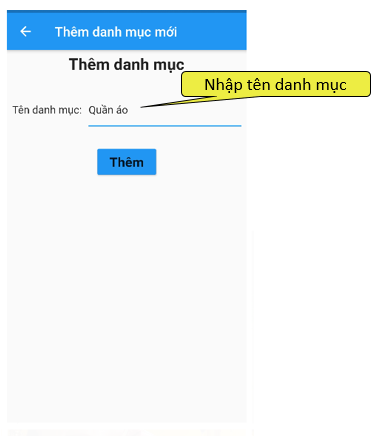 Thêm danh mục mới
Thêm danh mục
Nhập tên danh mục
Tên danh mục: Quần áo
Thêm